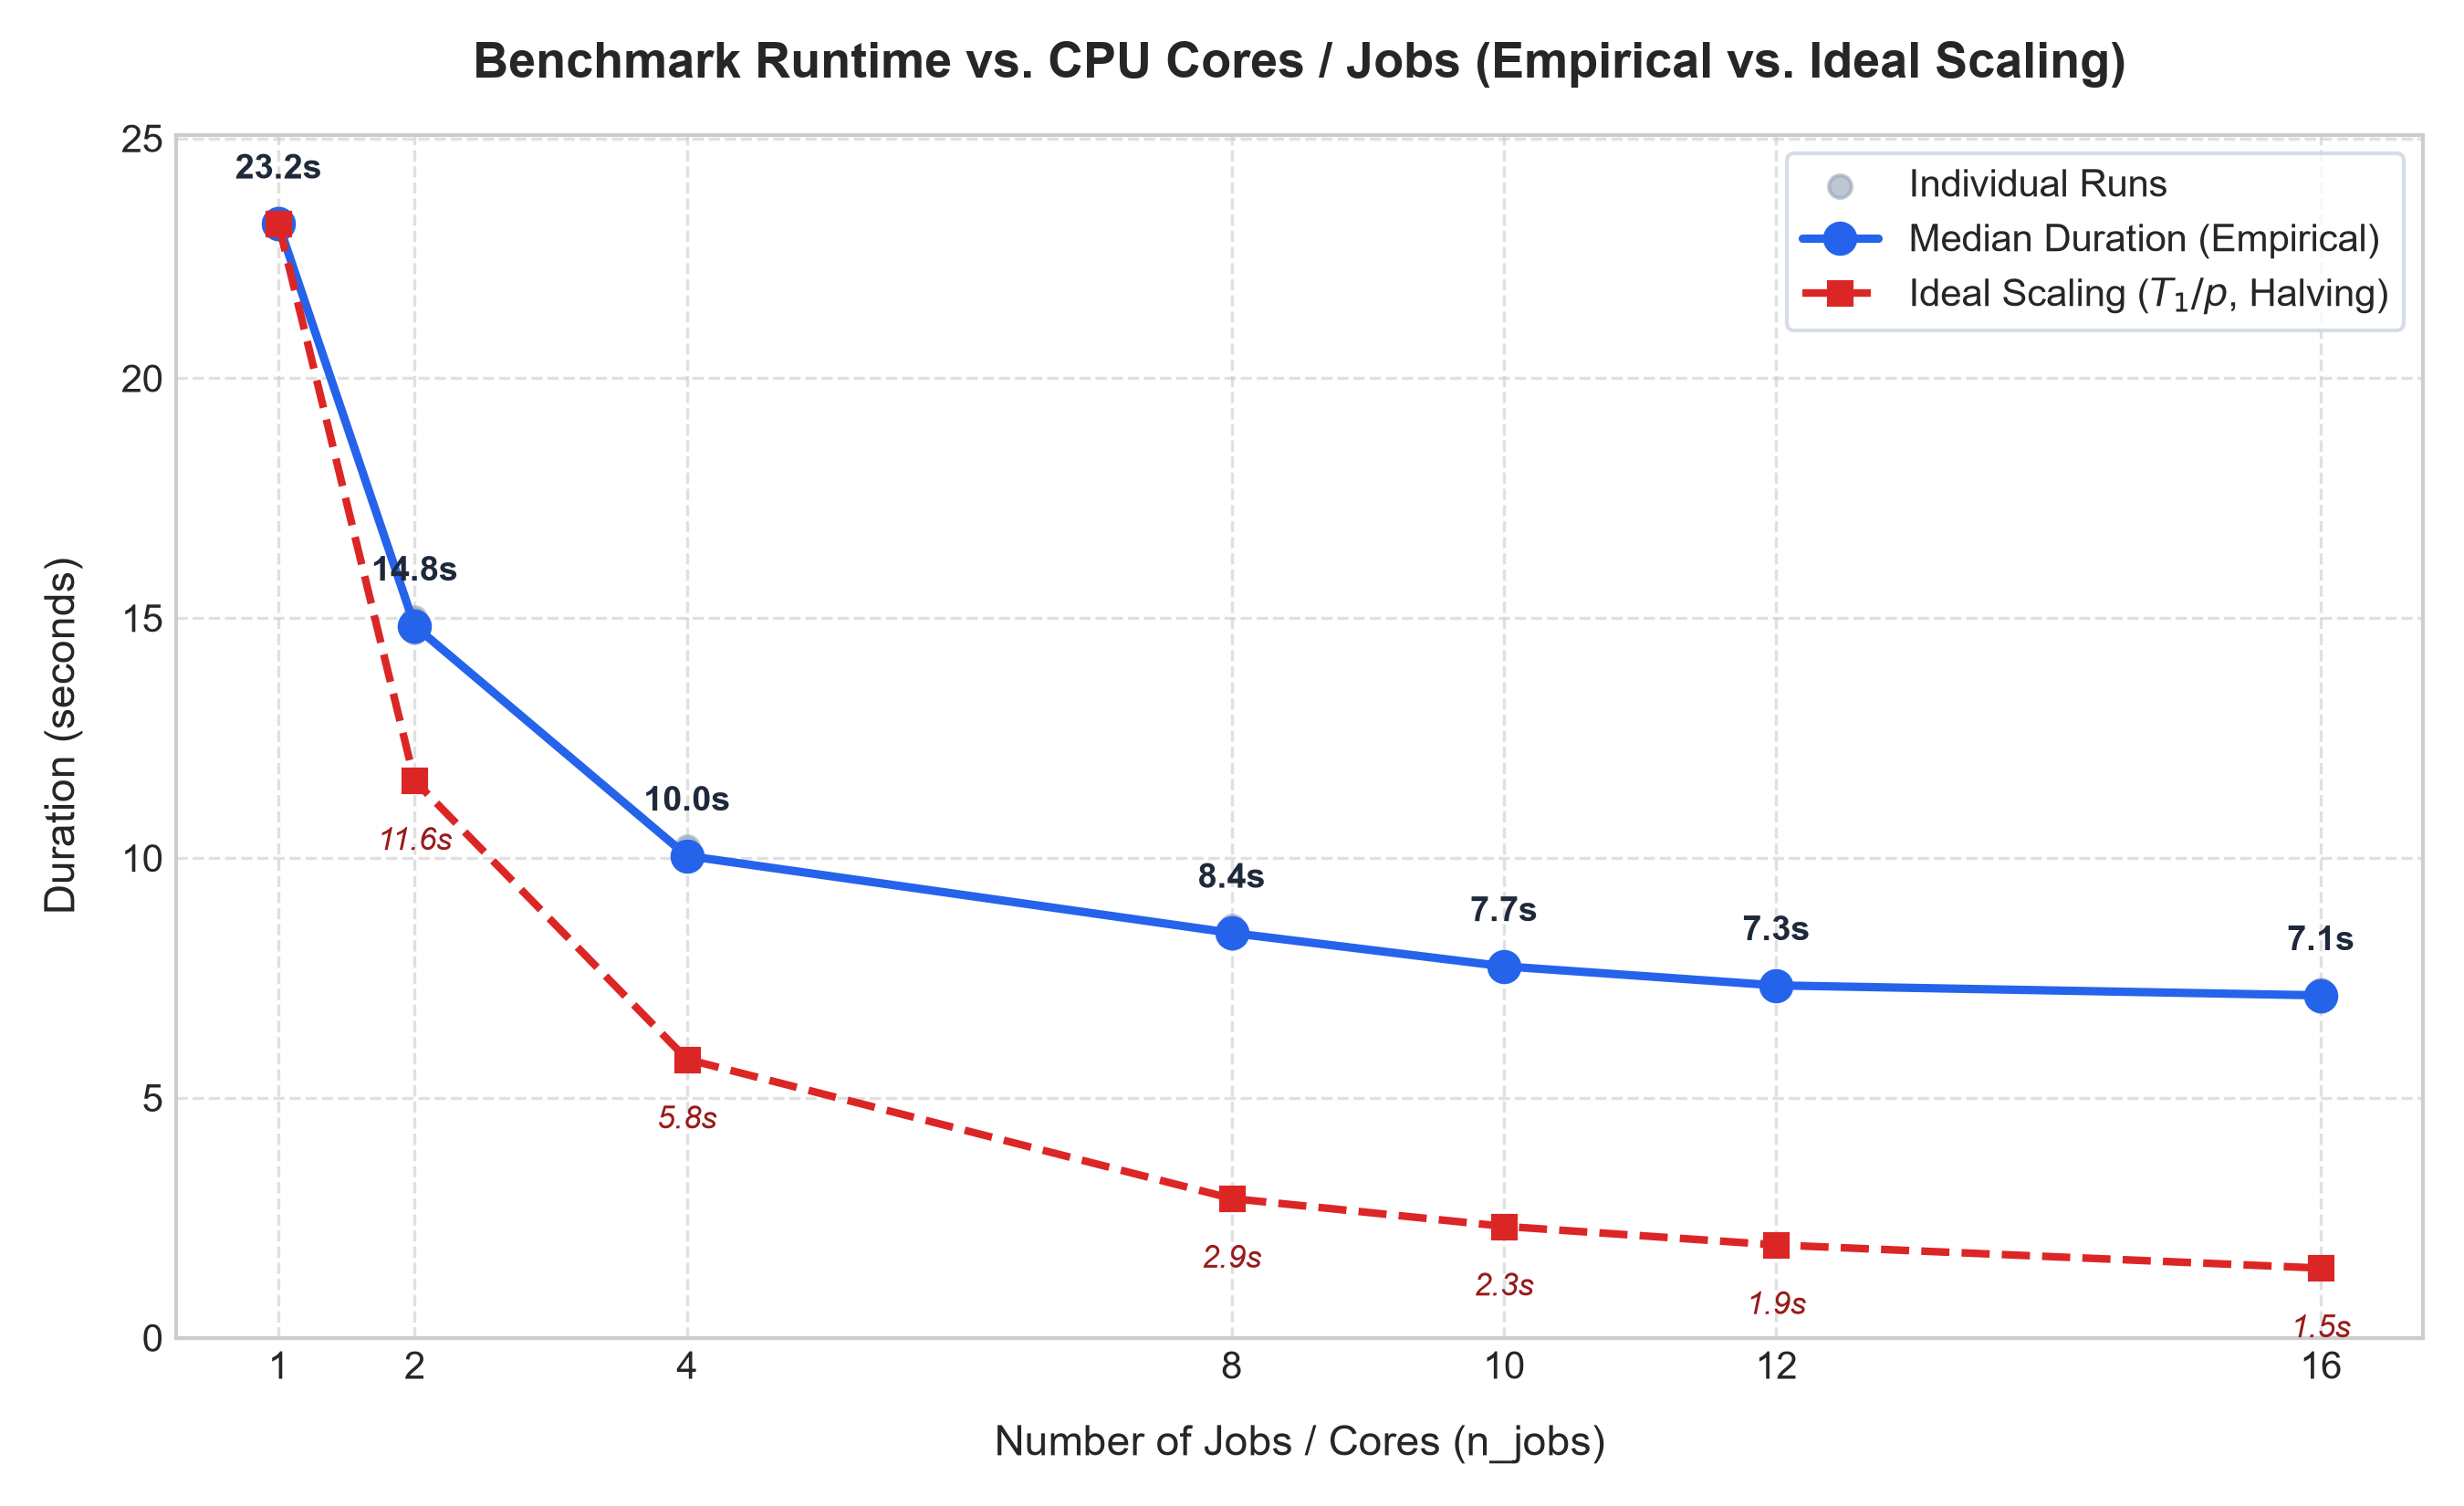 Benchmark Runtime vs. CPU Cores / Jobs (Empirical vs. Ideal Scaling)
Individual Runs
Median Duration (Empirical)
Ideal Scaling (T₁/p, Halving)
Duration (seconds)
25
20
15
10
5
0
23.2s
14.8s
10.0s
8.4s
7.7s
7.3s
7.1s
11.6s
5.8s
2.9s
2.3s
1.9s
1.5s
1 2 4 8 10 12 16
Number of Jobs / Cores (n_jobs)